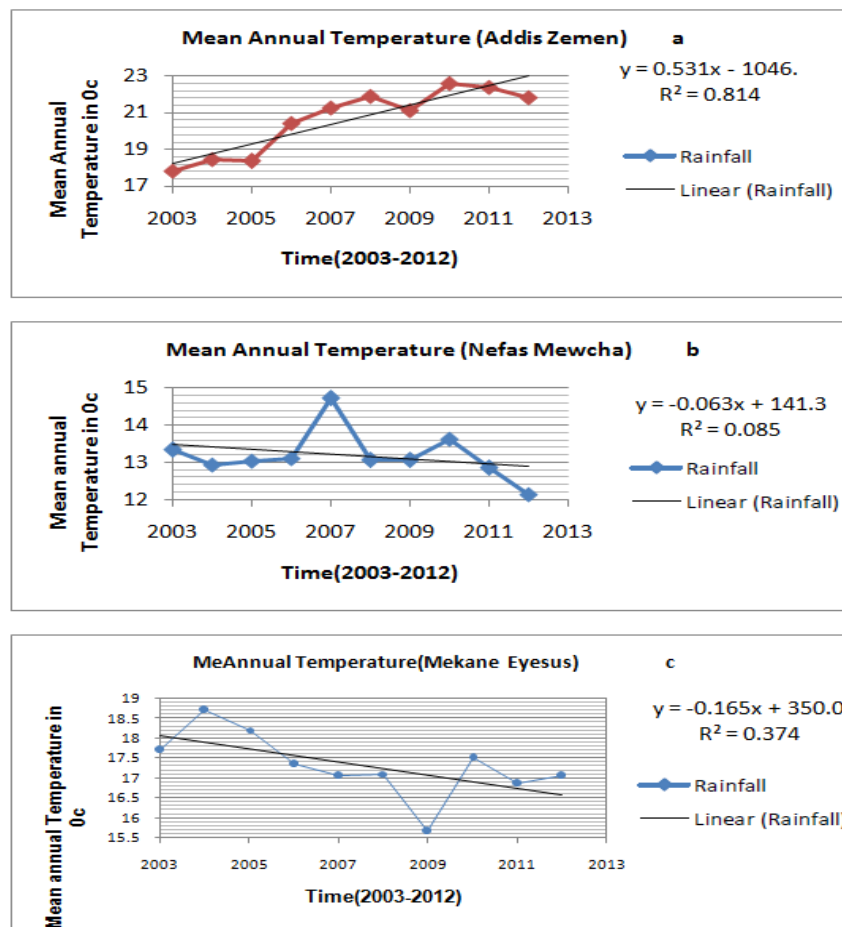 Mean Annual Temperature (Addis Zemen) a
Mean Annual
Temperature in 0c
23
21
19
17
2003 2005 2007 2009 2011 2013
Time(2003-2012)
y = 0.531x - 1046.
R² = 0.814
Rainfall
Linear (Rainfall)
Mean Annual Temperature (Nefas Mewcha) b
Mean annual
Temperature in 0c
15
14
13
12
2003 2005 2007 2009 2011 2013
Time(2003-2012)
y = -0.063x + 141.3
R² = 0.085
Rainfall
Linear (Rainfall)
MeAnnual Temperature(Mekane Eyesus) c
Mean annual Temperature in
0c
19
18.5
18
17.5
17
16.5
16
15.5
2003 2005 2007 2009 2011 2013
Time(2003-2012)
y = -0.165x + 350.0
R² = 0.374
Rainfall
Linear (Rainfall)